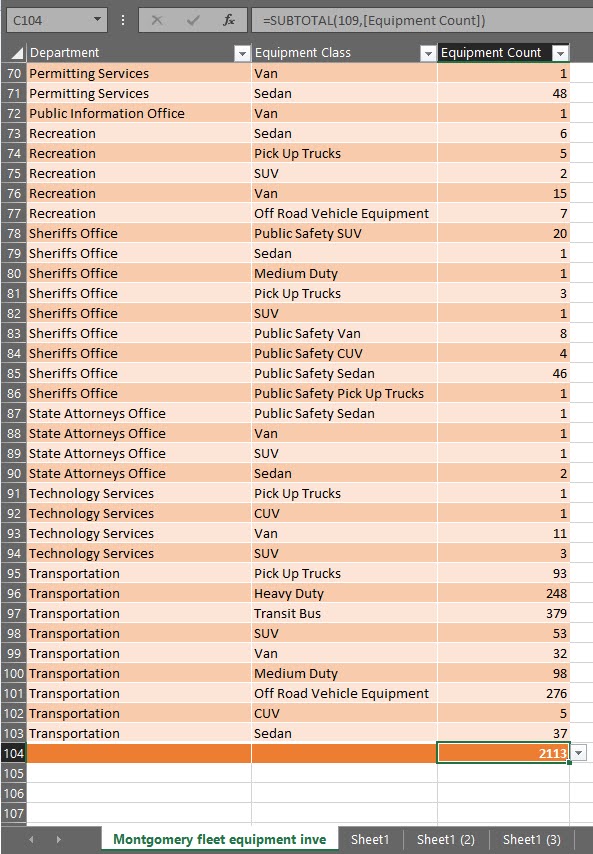 C104 fx =SUBTOTAL(109,[Equipment Count])
Department Equipment Class Equipment Count
70 Permitting Services Van 1
71 Permitting Services Sedan 48
72 Public Information Office Van 1
73 Recreation Sedan 6
74 Recreation Pick Up Trucks 5
75 Recreation SUV 2
76 Recreation Van 15
77 Recreation Off Road Vehicle Equipment 7
78 Sheriffs Office Public Safety SUV 20
79 Sheriffs Office Sedan 1
80 Sheriffs Office Medium Duty 1
81 Sheriffs Office Pick Up Trucks 3
82 Sheriffs Office SUV 1
83 Sheriffs Office Public Safety Van 8
84 Sheriffs Office Public Safety CUV 4
85 Sheriffs Office Public Safety Sedan 46
86 Sheriffs Office Public Safety Pick Up Trucks 1
87 State Attorneys Office Public Safety Sedan 1
88 State Attorneys Office Van 1
89 State Attorneys Office SUV 1
90 State Attorneys Office Sedan 2
91 Technology Services Pick Up Trucks 1
92 Technology Services CUV 1
93 Technology Services Van 11
94 Technology Services SUV 3
95 Transportation Pick Up Trucks 93
96 Transportation Heavy Duty 248
97 Transportation Transit Bus 379
98 Transportation SUV 53
99 Transportation Van 32
100 Transportation Medium Duty 98
101 Transportation Off Road Vehicle Equipment 276
102 Transportation CUV 5
103 Transportation Sedan 37
104 2113
105
106
107
Montgomery fleet equipment inve Sheet1 Sheet1 (2) Sheet1 (3)